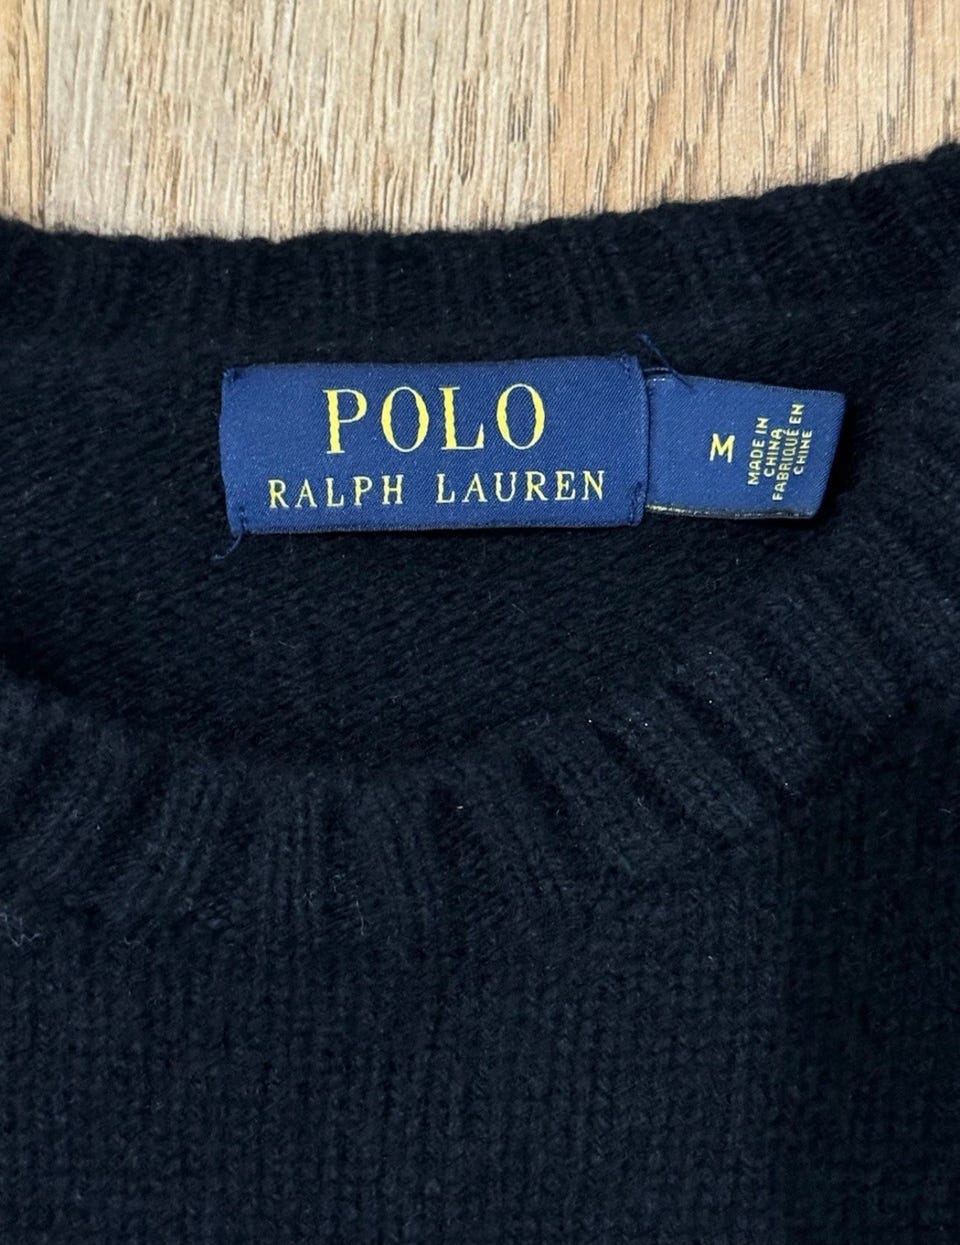 POLO
RALPH LAUREN
M
MADE IN
CHINA
FABRIQUÉ EN
CHINE